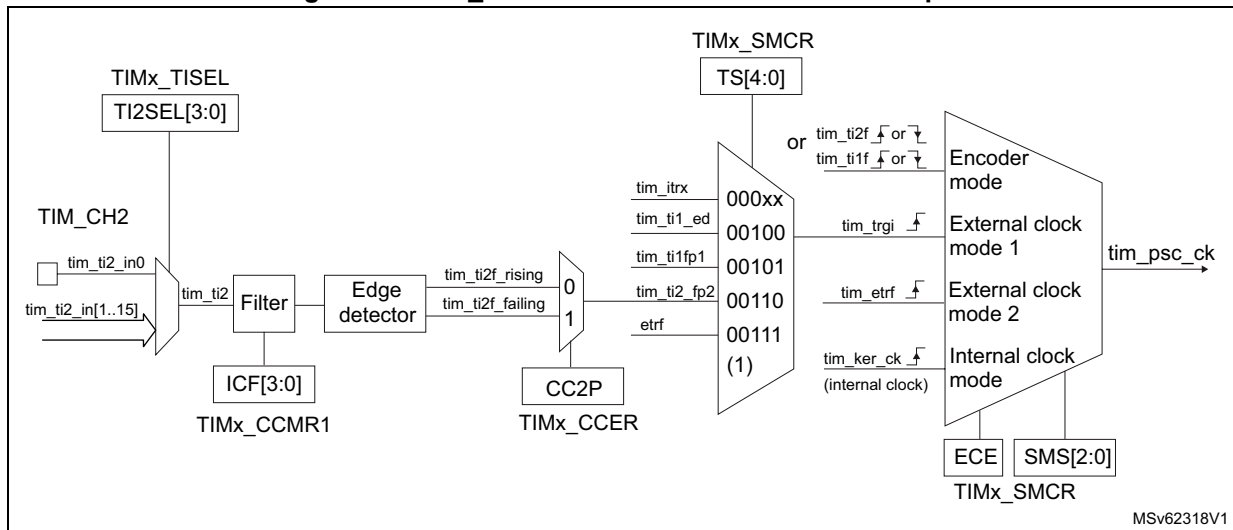 TIMx_SMCR
TS[4:0]
TIMx_TISEL
TI2SEL[3:0]
or tim_ti2f or
tim_ti1f or
Encoder
mode
tim_itrx
000xx
TIM_CH2
tim_ti1_ed
00100
tim_trgi
External clock
mode 1
tim_psc_ck
tim_ti2_in0
tim_ti1fp1
00101
tim_ti2f_rising
0
tim_ti2
Filter
Edge
detector
tim_ti2_fp2
00110
tim_etrf
External clock
mode 2
tim_ti2_in[1..15]
tim_ti2f_failing
1
etrf
00111
(1)
tim_ker_ck
(internal clock)
Internal clock
mode
ICF[3:0]
TIMx_CCMR1
CC2P
TIMx_CCER
ECE
SMS[2:0]
TIMx_SMCR
MSv62318V1